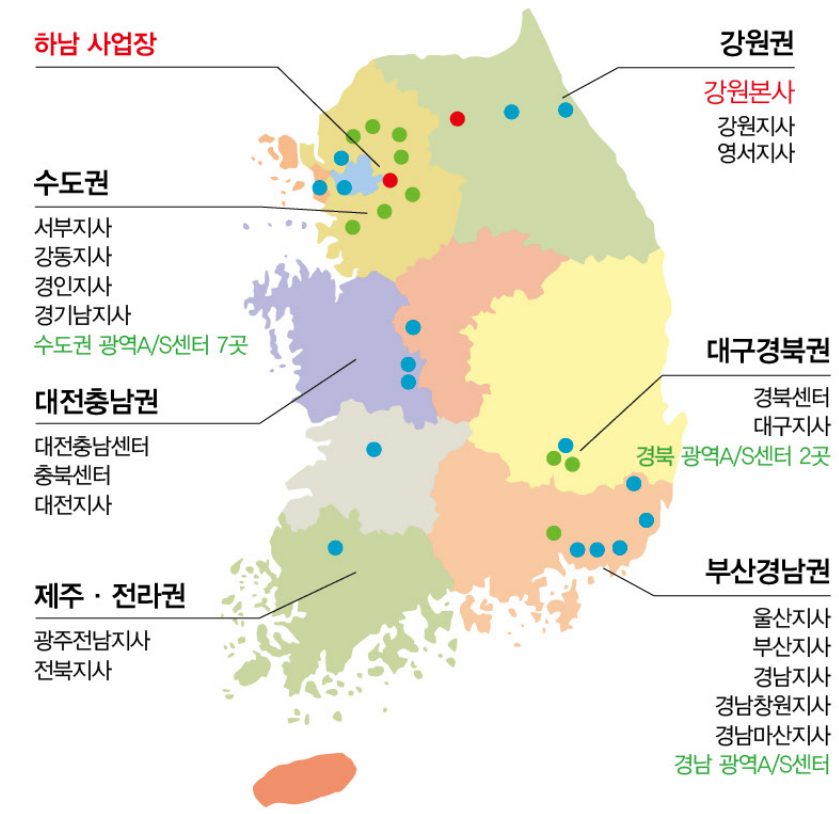 하남 사업장
수도권
서부지사
강동지사
경인지사
경기남지사
수도권 광역A/S센터 7곳
대전충남권
대전충남센터
충북센터
대전지사
제주 · 전라권
광주전남지사
전북지사
강원권
강원본사
강원지사
영서지사
대구경북권
경북센터
대구지사
경북 광역A/S센터 2곳
부산경남권
울산지사
부산지사
경남지사
경남창원지사
경남마산지사
경남 광역A/S센터